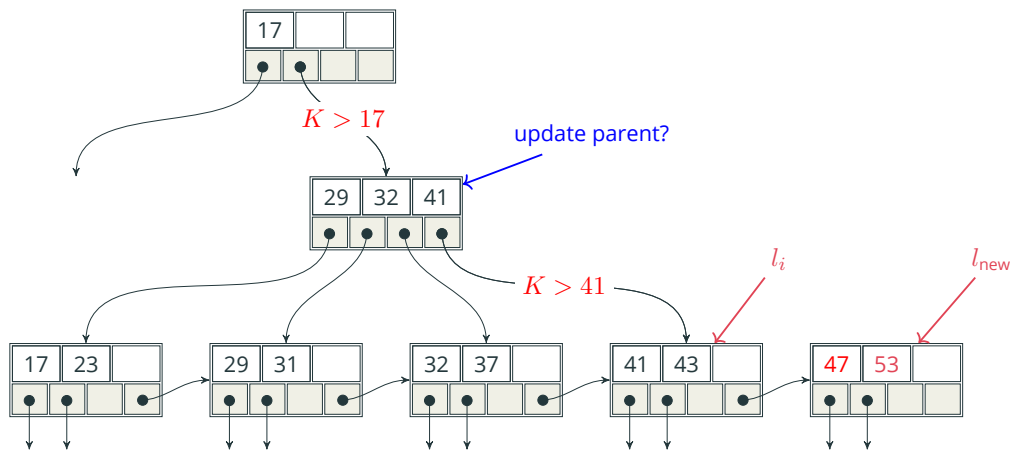 17
K > 17
update parent?
29 32 41
l_i l_new
K > 41
17 23 29 31 32 37 41 43 47 53